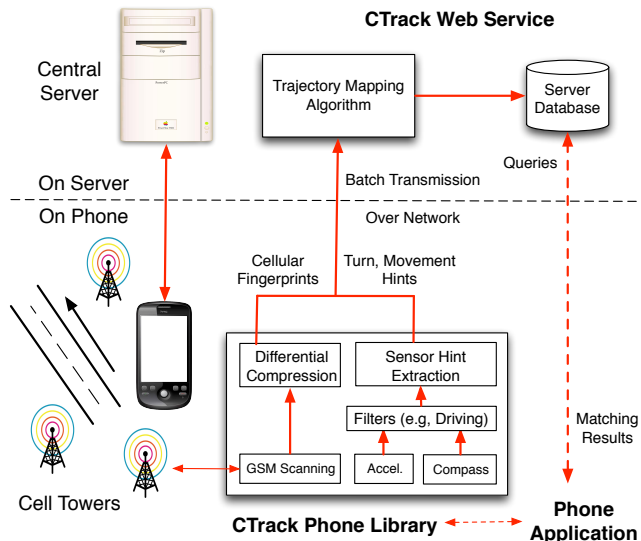 CTrack Web Service
Central
Server
Trajectory Mapping
Algorithm
Server
Database
Queries
Batch Transmission
On Server
On Phone
Over Network
Cellular
Fingerprints
Turn, Movement
Hints
Differential
Compression
Sensor Hint
Extraction
Filters (e.g, Driving)
GSM Scanning
Accel.
Compass
Matching
Results
Cell Towers
CTrack Phone Library
Phone
Application